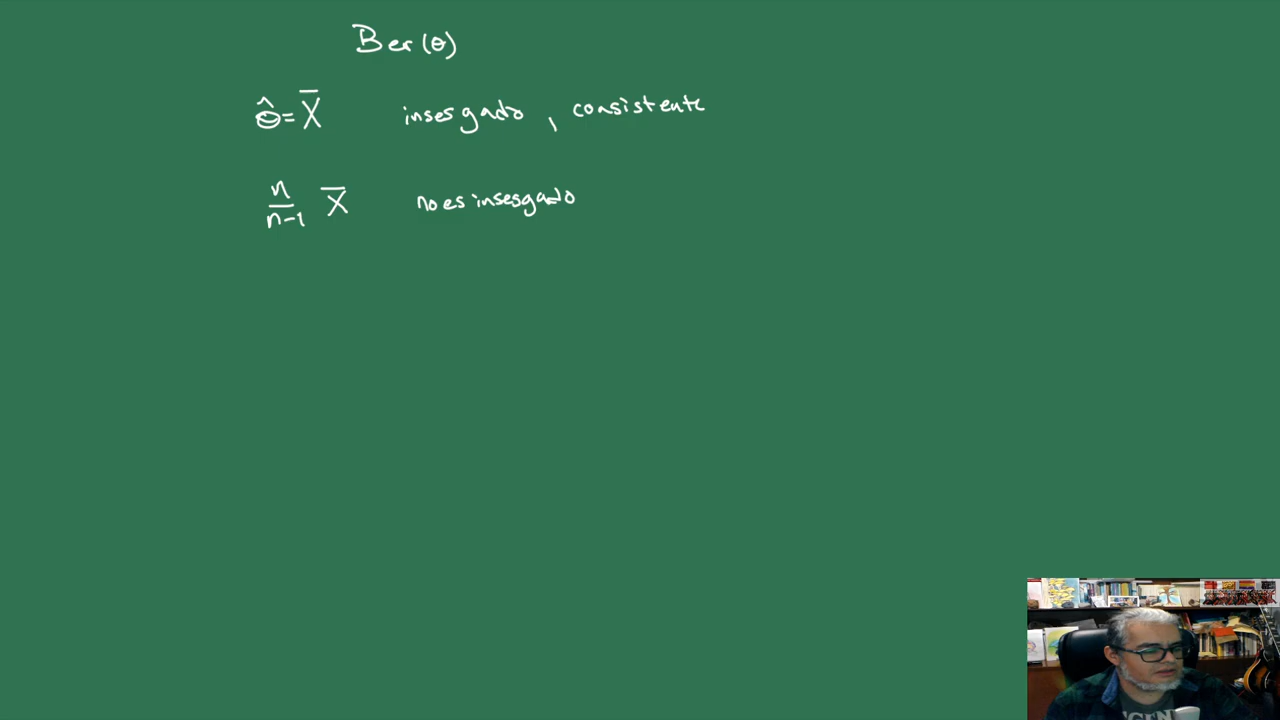 Ber(θ)
θ̂ = X̄ insesgado, consistente
n/n-1 X̄ no es insesgado